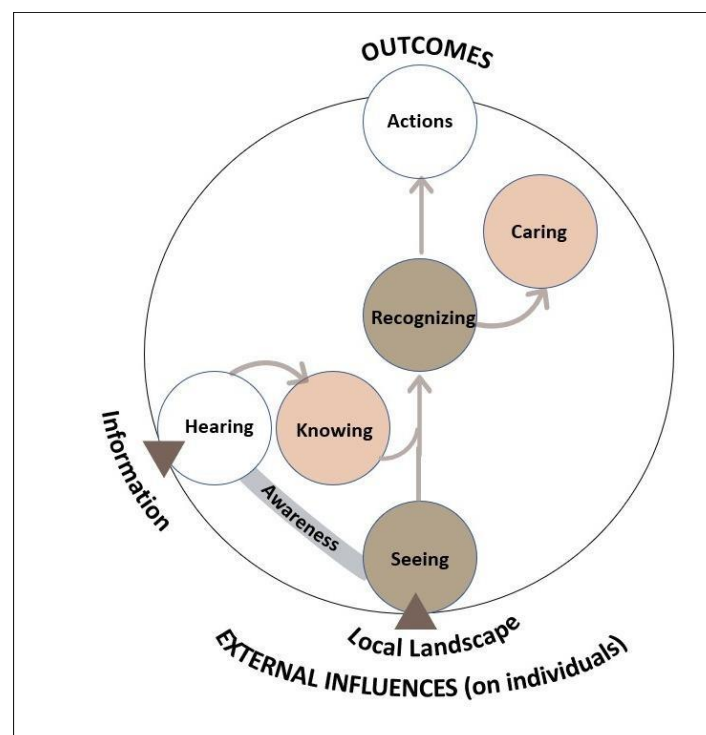 OUTCOMES
Actions
Caring
Recognizing
Hearing
Knowing
Information
Awareness
Seeing
Local Landscape
EXTERNAL INFLUENCES (on individuals)